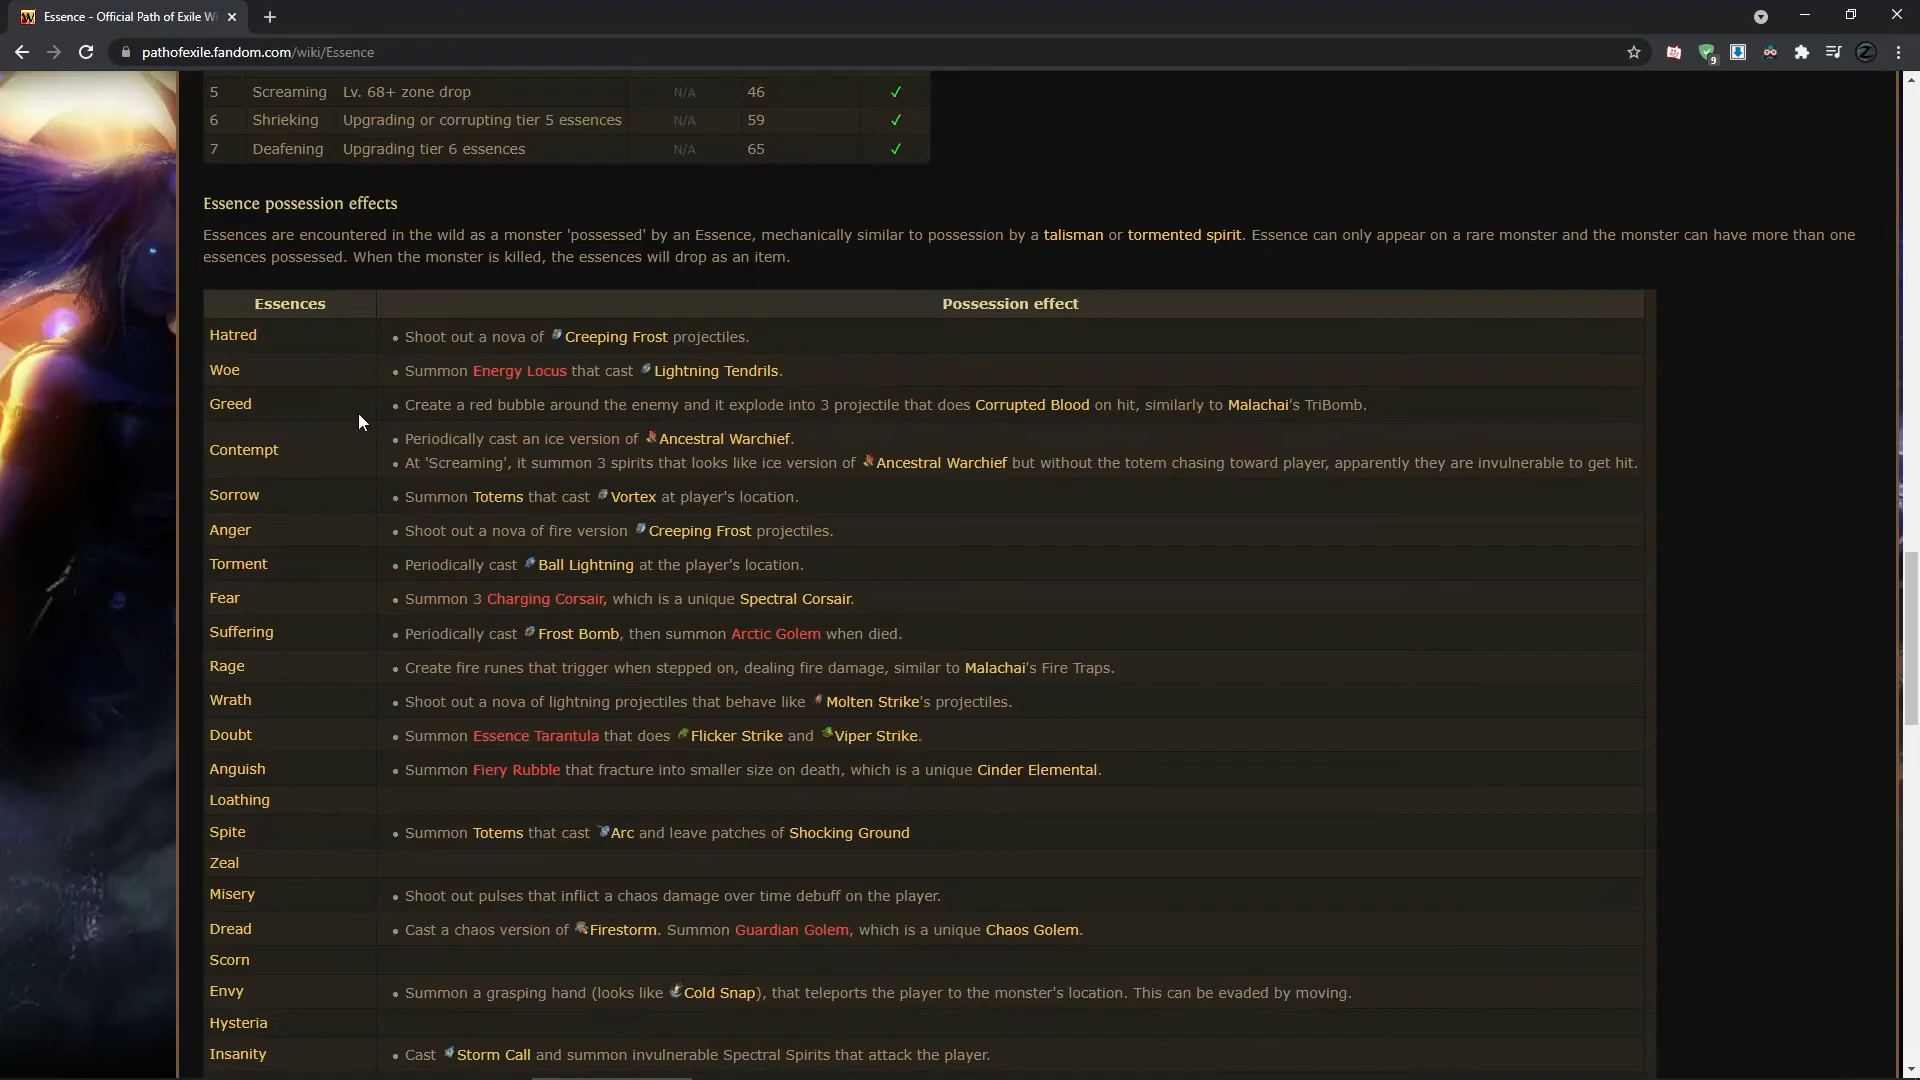 Essence - Official Path of Exile Wi
pathofexile.fandom.com/wiki/Essence
9
5 Screaming Lv. 68+ zone drop N/A 46 ✓
6 Shrieking Upgrading or corrupting tier 5 essences N/A 59 ✓
7 Deafening Upgrading tier 6 essences N/A 65 ✓
Essence possession effects
Essences are encountered in the wild as a monster 'possessed' by an Essence, mechanically similar to possession by a talisman or tormented spirit. Essence can only appear on a rare monster and the monster can have more than one
essences possessed. When the monster is killed, the essences will drop as an item.
Essences Possession effect
Hatred • Shoot out a nova of Creeping Frost projectiles.
Woe • Summon Energy Locus that cast Lightning Tendrils.
Greed • Create a red bubble around the enemy and it explode into 3 projectile that does Corrupted Blood on hit, similarly to Malachai's TriBomb.
Contempt • Periodically cast an ice version of Ancestral Warchief.
• At 'Screaming', it summon 3 spirits that looks like ice version of Ancestral Warchief but without the totem chasing toward player, apparently they are invulnerable to get hit.
Sorrow • Summon Totems that cast Vortex at player's location.
Anger • Shoot out a nova of fire version Creeping Frost projectiles.
Torment • Periodically cast Ball Lightning at the player's location.
Fear • Summon 3 Charging Corsair, which is a unique Spectral Corsair.
Suffering • Periodically cast Frost Bomb, then summon Arctic Golem when died.
Rage • Create fire runes that trigger when stepped on, dealing fire damage, similar to Malachai's Fire Traps.
Wrath • Shoot out a nova of lightning projectiles that behave like Molten Strike's projectiles.
Doubt • Summon Essence Tarantula that does Flicker Strike and Viper Strike.
Anguish • Summon Fiery Rubble that fracture into smaller size on death, which is a unique Cinder Elemental.
Loathing
Spite • Summon Totems that cast Arc and leave patches of Shocking Ground
Zeal
Misery • Shoot out pulses that inflict a chaos damage over time debuff on the player.
Dread • Cast a chaos version of Firestorm. Summon Guardian Golem, which is a unique Chaos Golem.
Scorn
Envy • Summon a grasping hand (looks like Cold Snap), that teleports the player to the monster's location. This can be evaded by moving.
Hysteria
Insanity • Cast Storm Call and summon invulnerable Spectral Spirits that attack the player.